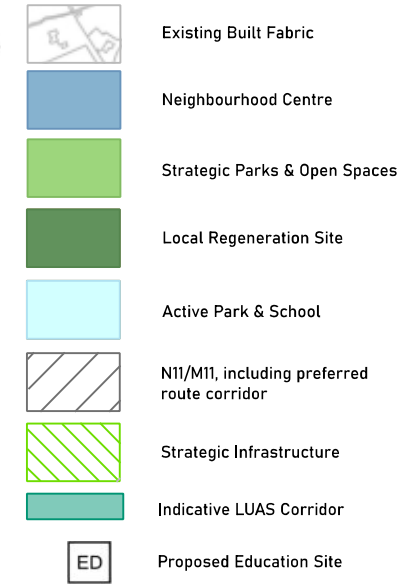 Existing Built Fabric
Neighbourhood Centre
Strategic Parks & Open Spaces
Local Regeneration Site
Active Park & School
N11/M11, including preferred
route corridor
Strategic Infrastructure
Indicative LUAS Corridor
ED Proposed Education Site